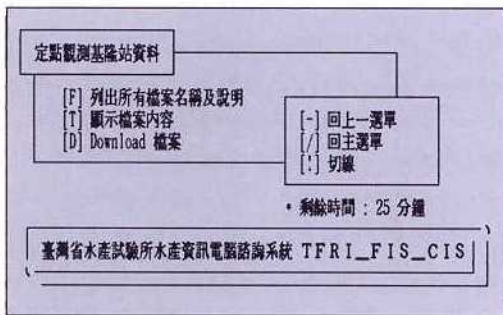 定點觀測基隆站資料
[F] 列出所有檔案名稱及說明
[T] 顯示檔案內容
[D] Download 檔案
[-] 回上一選單
[/] 回主選單
[!] 切線
* 剩餘時間 : 25 分鐘
臺灣省水產試驗所水產資訊電腦諮詢系統 TFRI_FIS_CIS